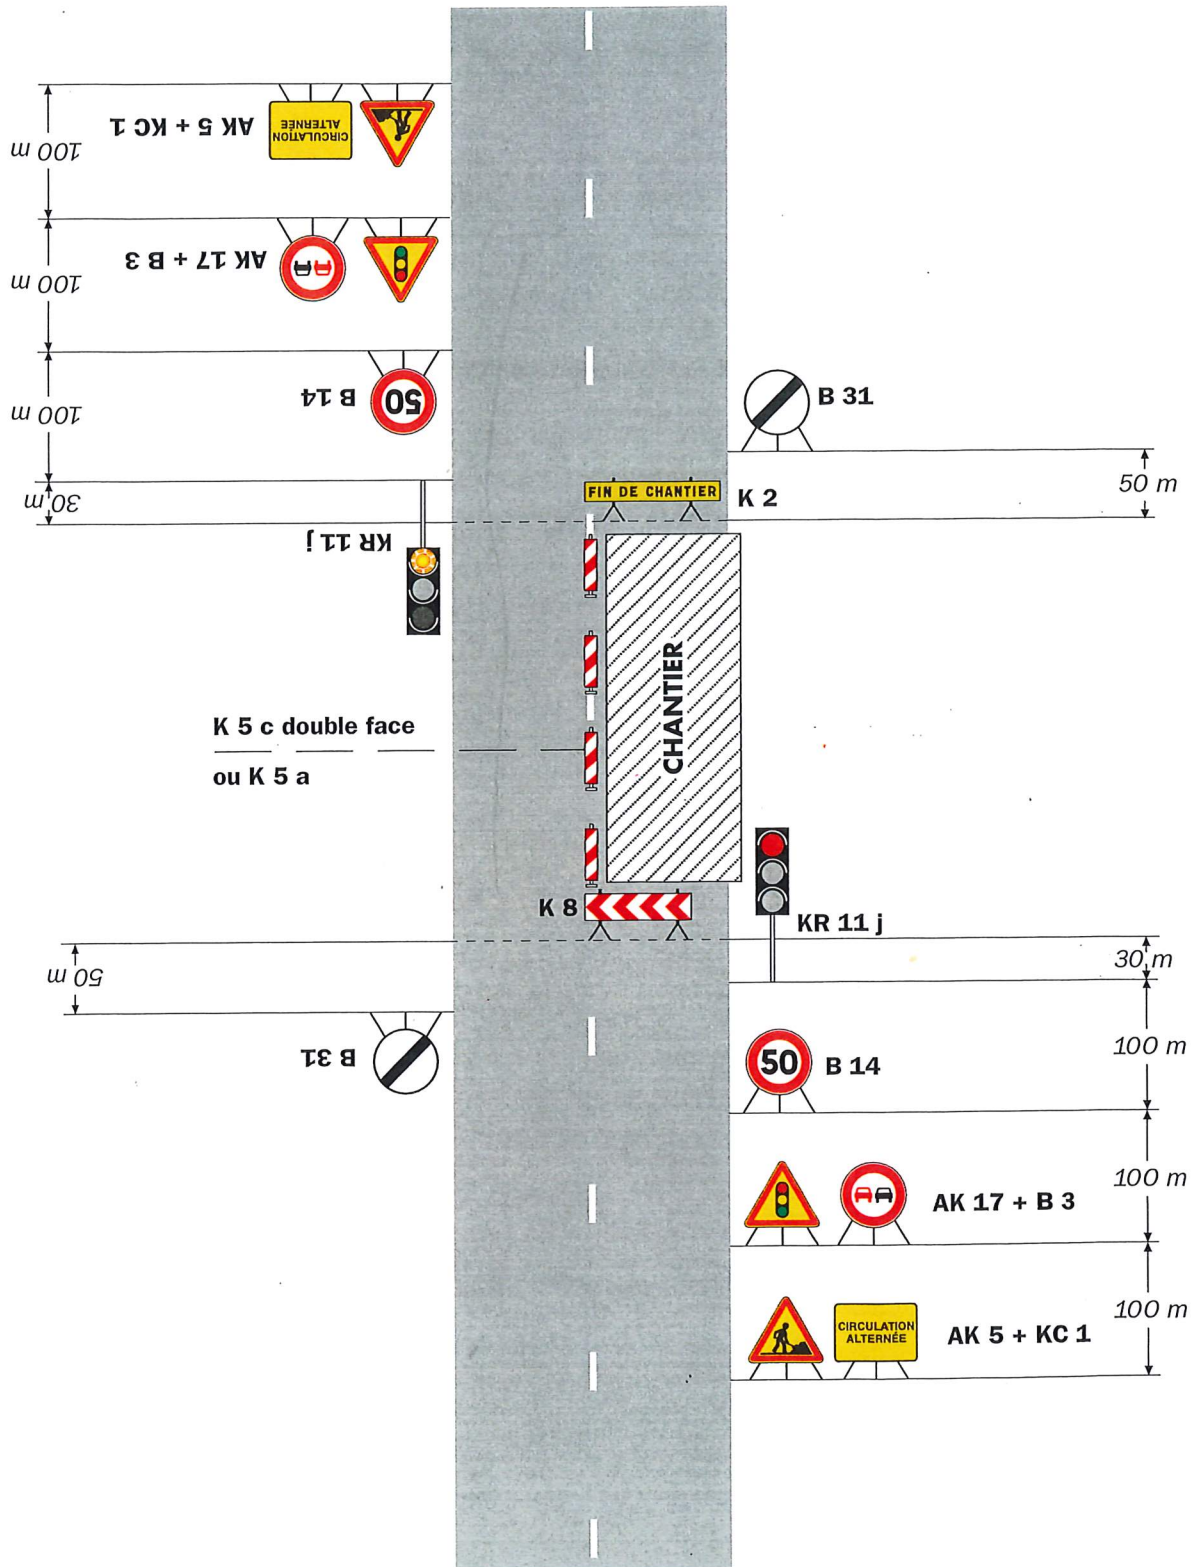 AK 5 + KC 1
CIRCULATION
ALTERNÉE
100 m
AK 17 + B 3
100 m
B 14
50
100 m
30 m
KR 11 j
B 31
50 m
FIN DE CHANTIER
K 2
CHANTIER
K 5 c double face
ou K 5 a
K 8
KR 11 j
30 m
50 m
B 31
50
B 14
100 m
AK 17 + B 3
100 m
CIRCULATION
ALTERNÉE
AK 5 + KC 1
100 m